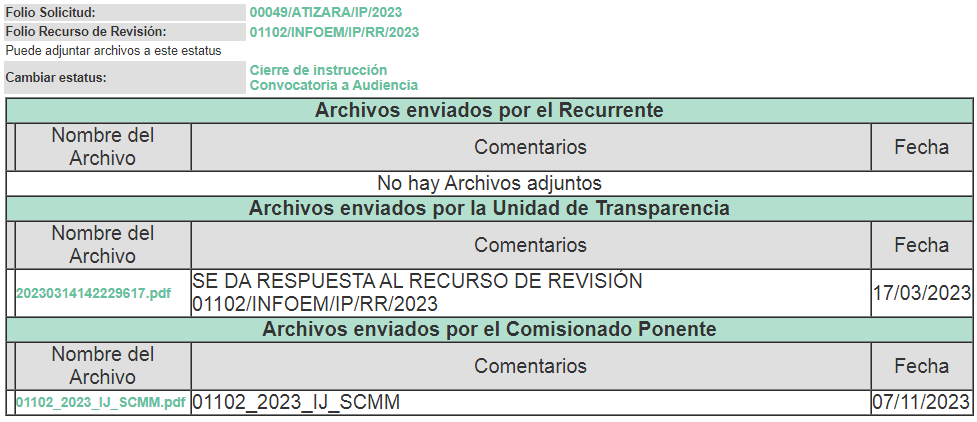 Folio Solicitud: 00049/ATIZARA/IP/2023
Folio Recurso de Revisión: 01102/INFOEM/IP/RR/2023
Puede adjuntar archivos a este estatus
Cambiar estatus: Cierre de instrucción
Convocatoria a Audiencia
Archivos enviados por el Recurrente
Nombre del Archivo Comentarios Fecha
No hay Archivos adjuntos
Archivos enviados por la Unidad de Transparencia
Nombre del Archivo Comentarios Fecha
20230314142229617.pdf SE DA RESPUESTA AL RECURSO DE REVISIÓN 01102/INFOEM/IP/RR/2023 17/03/2023
Archivos enviados por el Comisionado Ponente
Nombre del Archivo Comentarios Fecha
01102_2023_IJ_SCMM.pdf 01102_2023_IJ_SCMM 07/11/2023